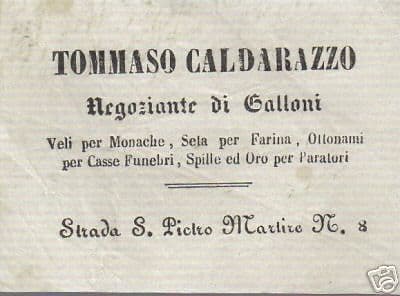 TOMMASO CALDARAZZO
Negoziante di Galloni
Veli per Monache, Seta per Farina, Ottonami
per Casse Funebri, Spille ed Oro per Paratori
Strada S. Pietro Martire N. 8